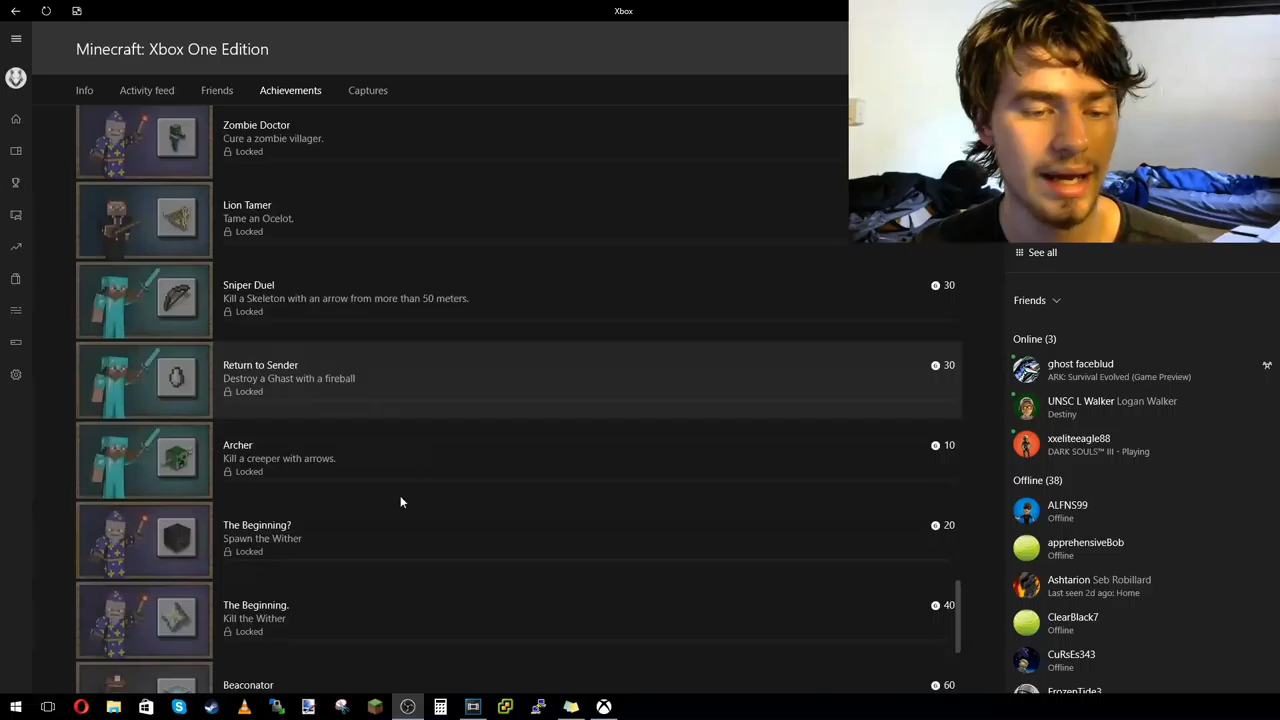 Xbox
Minecraft: Xbox One Edition
Info
Activity feed
Friends
Achievements
Captures
Zombie Doctor
Cure a zombie villager.
Locked
Lion Tamer
Tame an Ocelot.
Locked
Sniper Duel
Kill a Skeleton with an arrow from more than 50 meters.
Locked
G 30
Return to Sender
Destroy a Ghast with a fireball
Locked
G 30
Archer
Kill a creeper with arrows.
Locked
G 10
The Beginning?
Spawn the Wither
Locked
G 20
The Beginning.
Kill the Wither
Locked
G 40
Beaconator
G 60
See all
Friends
Online (3)
ghost faceblud
ARK: Survival Evolved (Game Preview)
UNSC L Walker Logan Walker
Destiny
xxeliteeagle88
DARK SOULS™ III - Playing
Offline (38)
ALFNS99
Offline
apprehensiveBob
Offline
Ashtarion Seb Robillard
Last seen 2d ago: Home
ClearBlack7
Offline
CuRsEs343
Offline
FrozenTide3